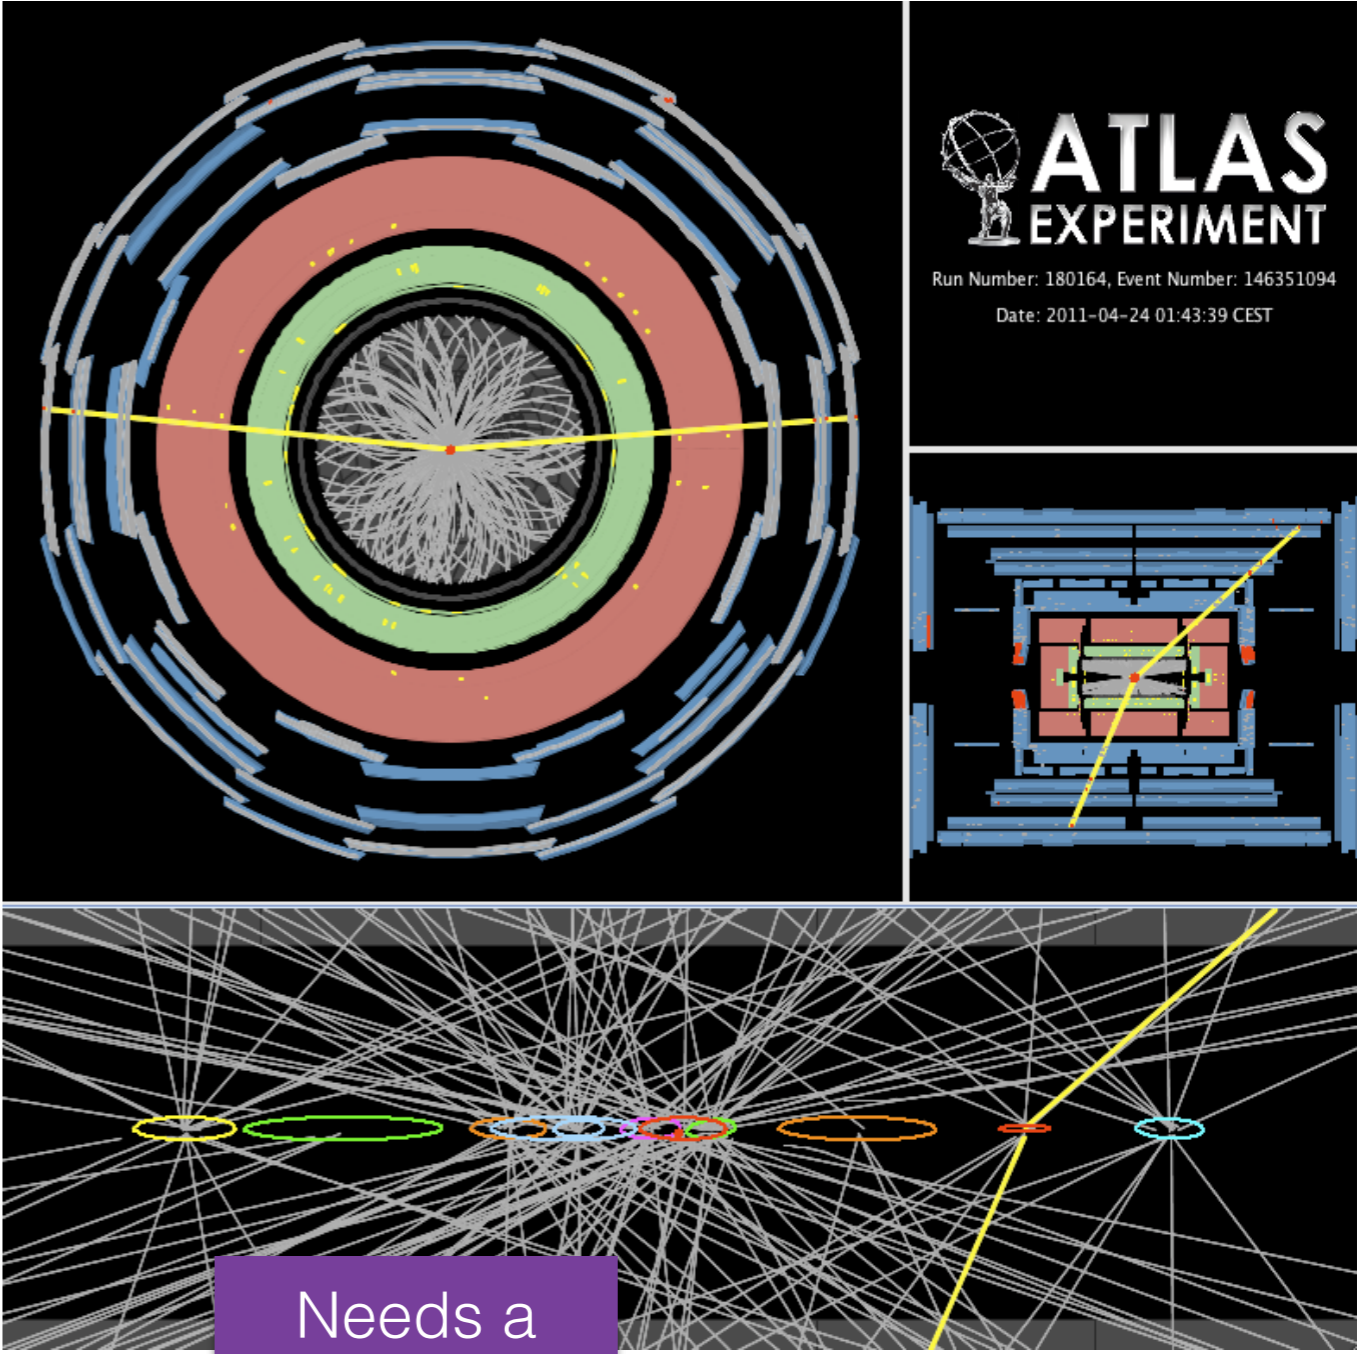 ATLAS
EXPERIMENT
Run Number: 180164, Event Number: 146351094
Date: 2011-04-24 01:43:39 CEST
Needs a